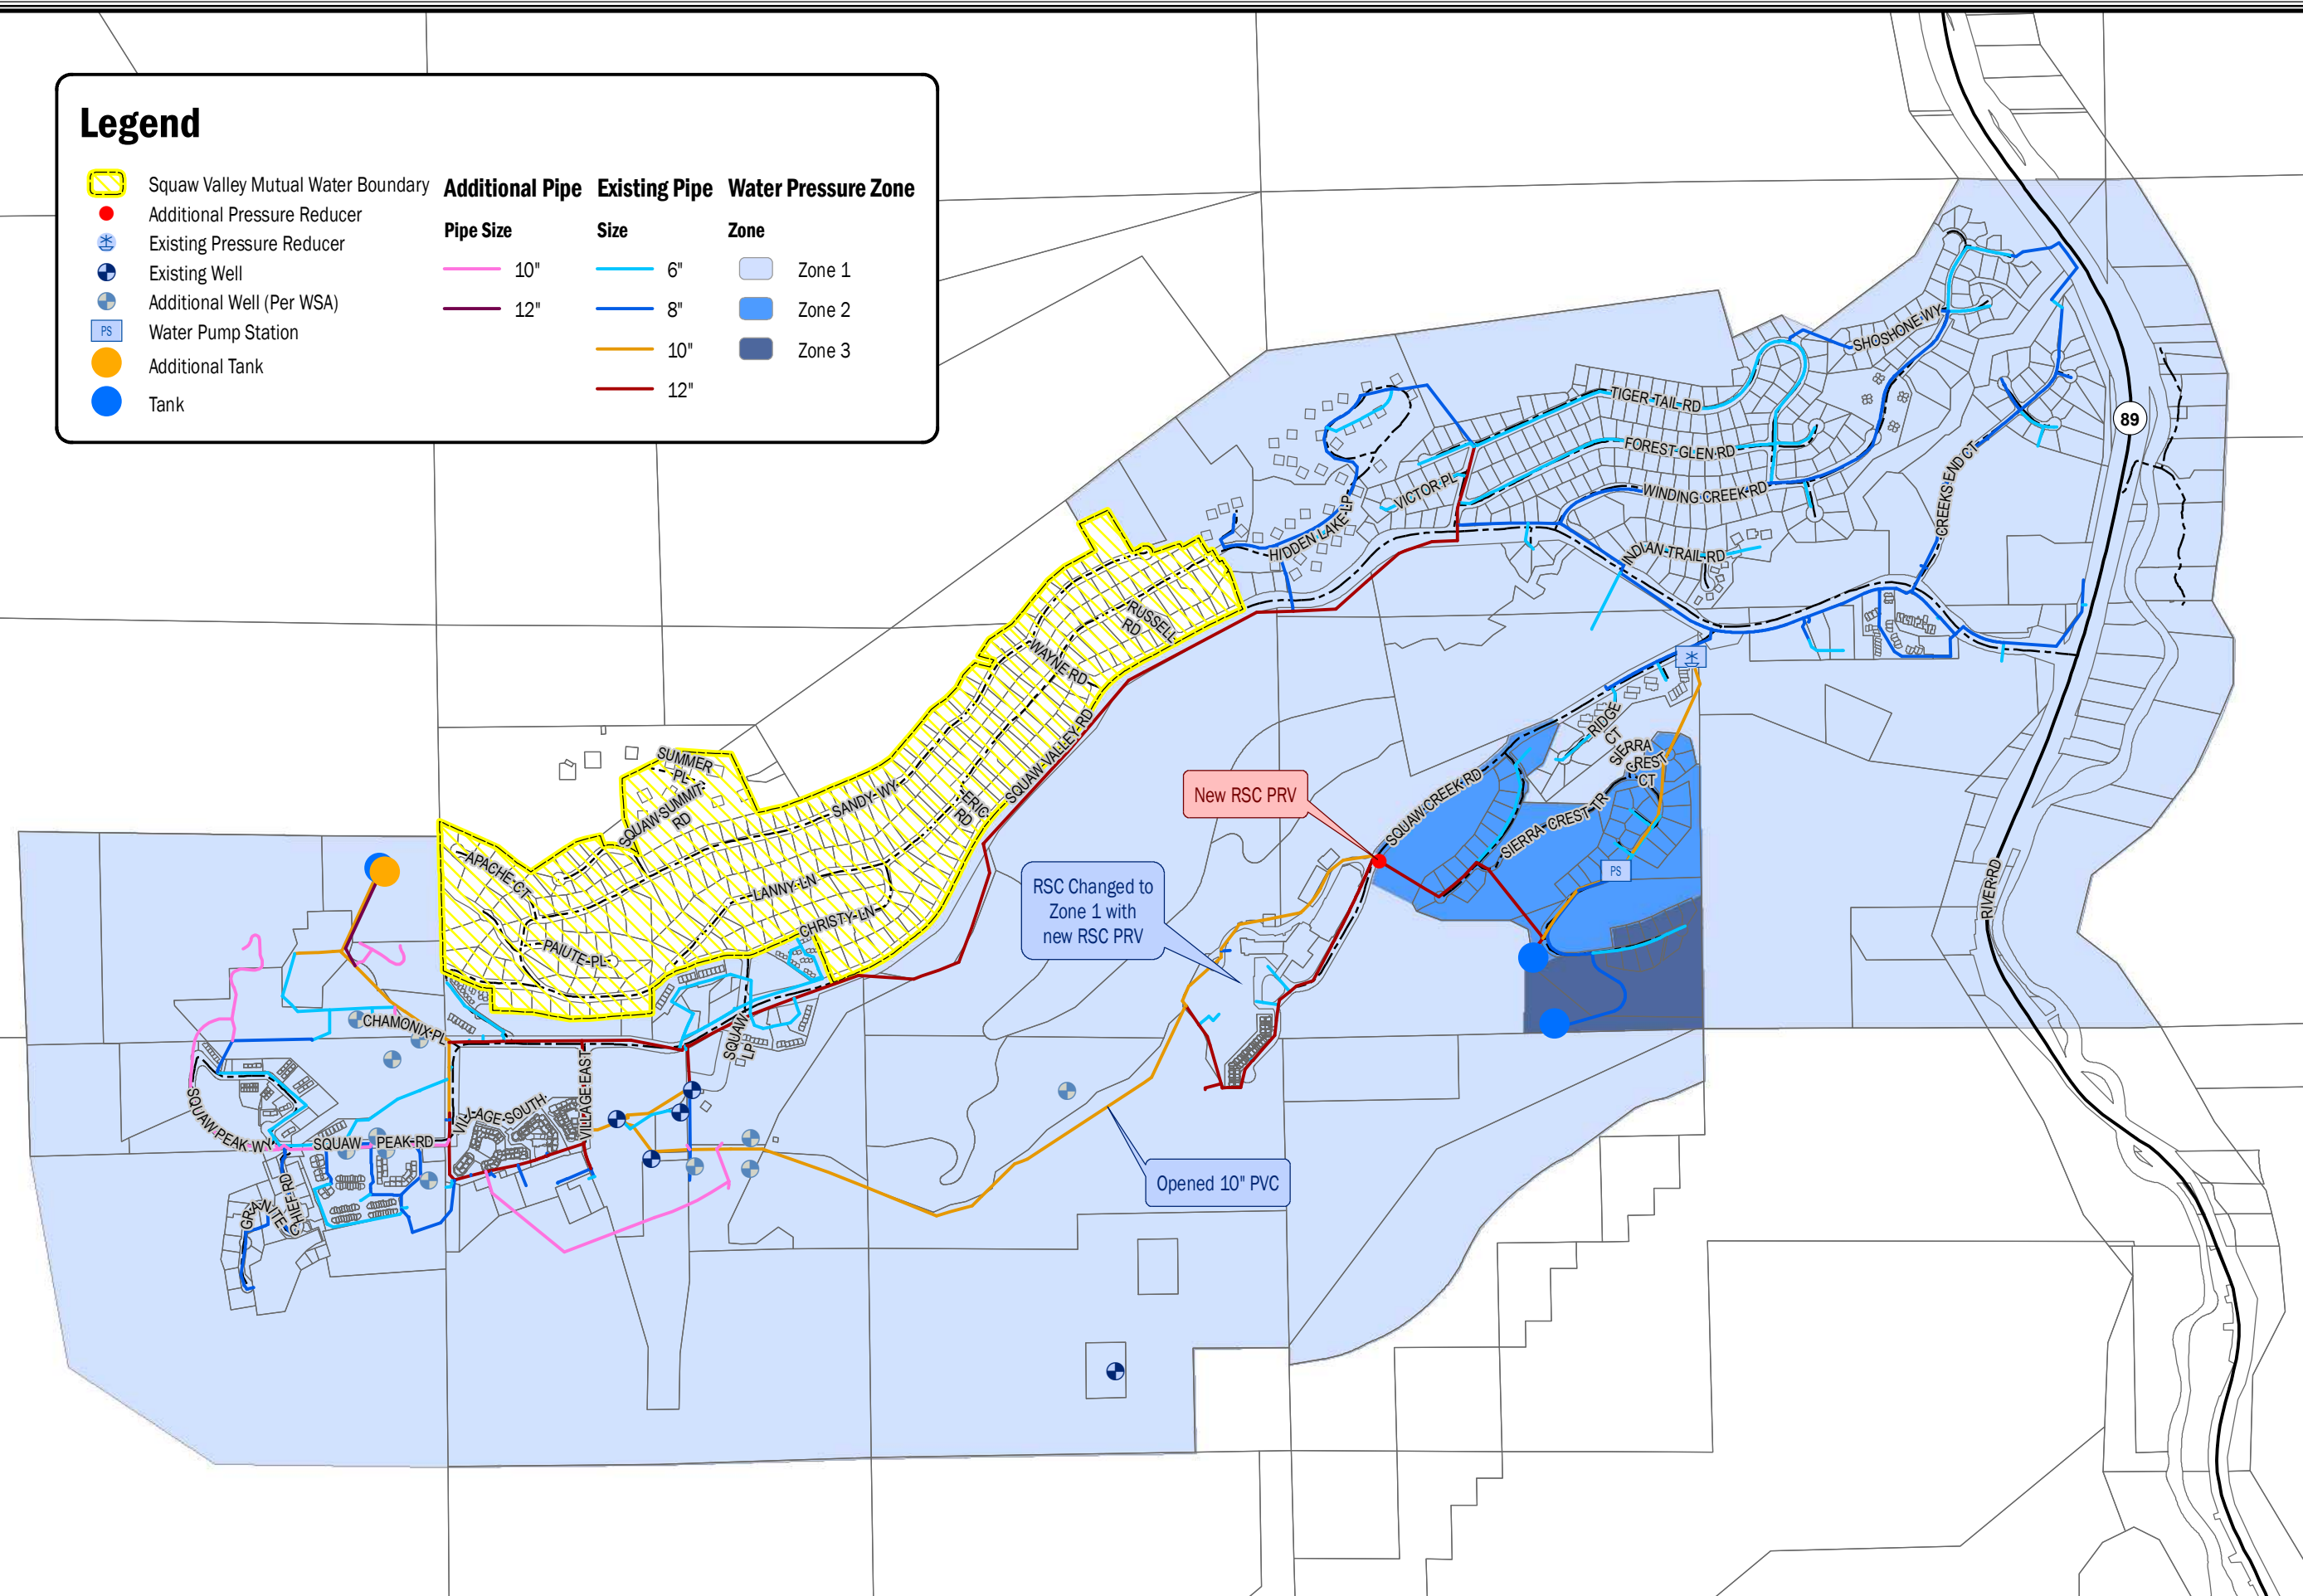 Legend
Squaw Valley Mutual Water Boundary
Additional Pressure Reducer
Existing Pressure Reducer
Existing Well
Additional Well (Per WSA)
PS
Water Pump Station
Additional Tank
Tank
Additional Pipe
Pipe Size
10"
12"
Existing Pipe
Size
6"
8"
10"
12"
Water Pressure Zone
Zone
Zone 1
Zone 2
Zone 3
SHOSHONE WY
TIGER TAIL RD
FOREST GLEN RD
VICTOR PL
WINDING CREEK RD
89
CREEKS END CT
HIDDEN LAKE LP
INDIAN TRAIL RD
RUSSELL
RD
WAYNE RD
SQUAW VALLEY RD
SUMMER
PL
SQUAW SUMMIT
RD
SANDY WY
ERIC
RD
RIDGE
CT
SIERRA
CREST
CT
SIERRA CREST TR
SQUAW CREEK RD
New RSC PRV
PS
APACHE CT
LANNY LN
CHRISTY LN
PAIUTE PL
RSC Changed to
Zone 1 with
new RSC PRV
RIVER RD
CHAMONIX PL
SQUAW
LP
VILLAGE EAST
VILLAGE SOUTH
SQUAW PEAK WY
SQUAW PEAK RD
GRANITE
CHIEF RD
Opened 10" PVC